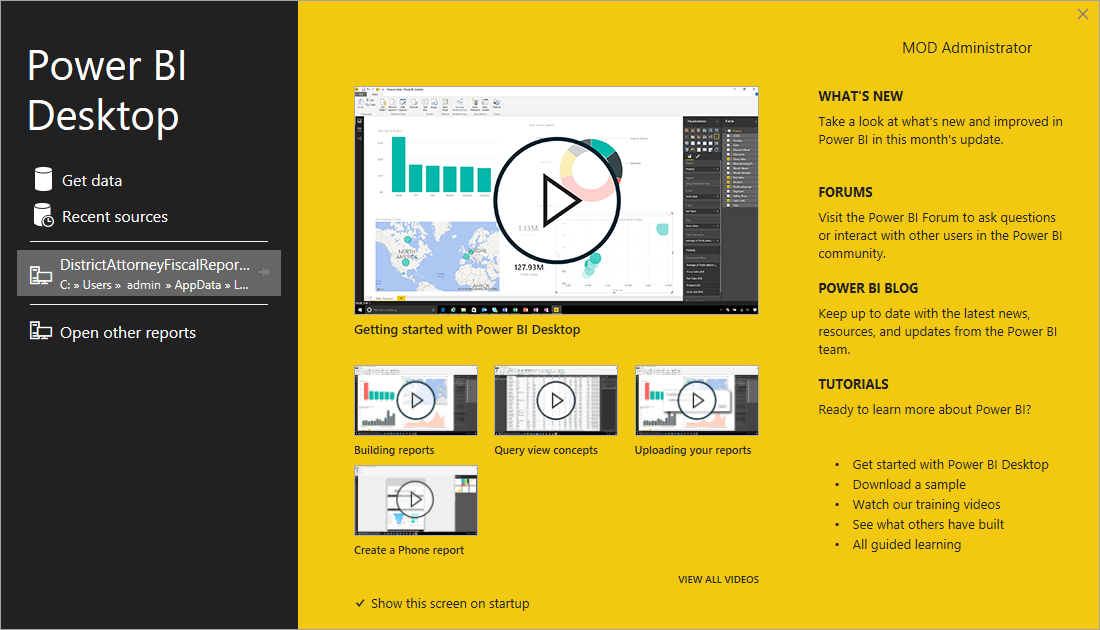 Power BI
Desktop
Get data
Recent sources
DistrictAttorneyFiscalRepor...
C: » Users » admin » AppData » L...
Open other reports
NORTH
AMERICA
1.13M
127.93M
Getting started with Power BI Desktop
Building reports
Query view concepts
Uploading your reports
Create a Phone report
VIEW ALL VIDEOS
Show this screen on startup
MOD Administrator
WHAT'S NEW
Take a look at what's new and improved in
Power BI in this month's update.
FORUMS
Visit the Power BI Forum to ask questions
or interact with other users in the Power BI
community.
POWER BI BLOG
Keep up to date with the latest news,
resources, and updates from the Power BI
team.
TUTORIALS
Ready to learn more about Power BI?
• Get started with Power BI Desktop
• Download a sample
• Watch our training videos
• See what others have built
• All guided learning